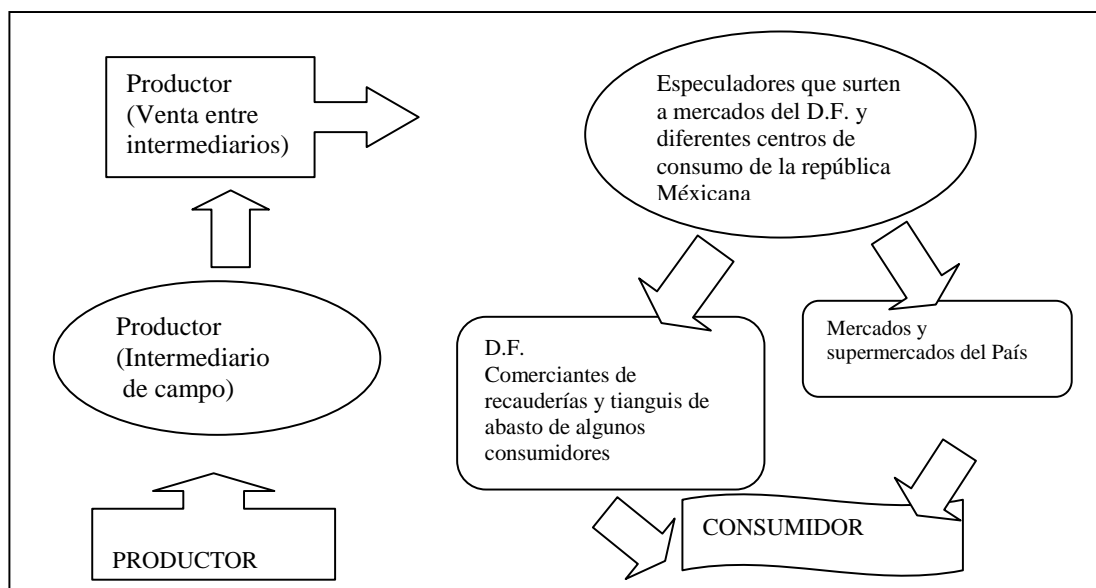 Productor
(Venta entre
intermediarios)
Especuladores que surten
a mercados del D.F. y
diferentes centros de
consumo de la república
Méxicana
Productor
(Intermediario
de campo)
D.F.
Comerciantes de
recauderías y tianguis de
abasto de algunos
consumidores
Mercados y
supermercados del País
PRODUCTOR
CONSUMIDOR